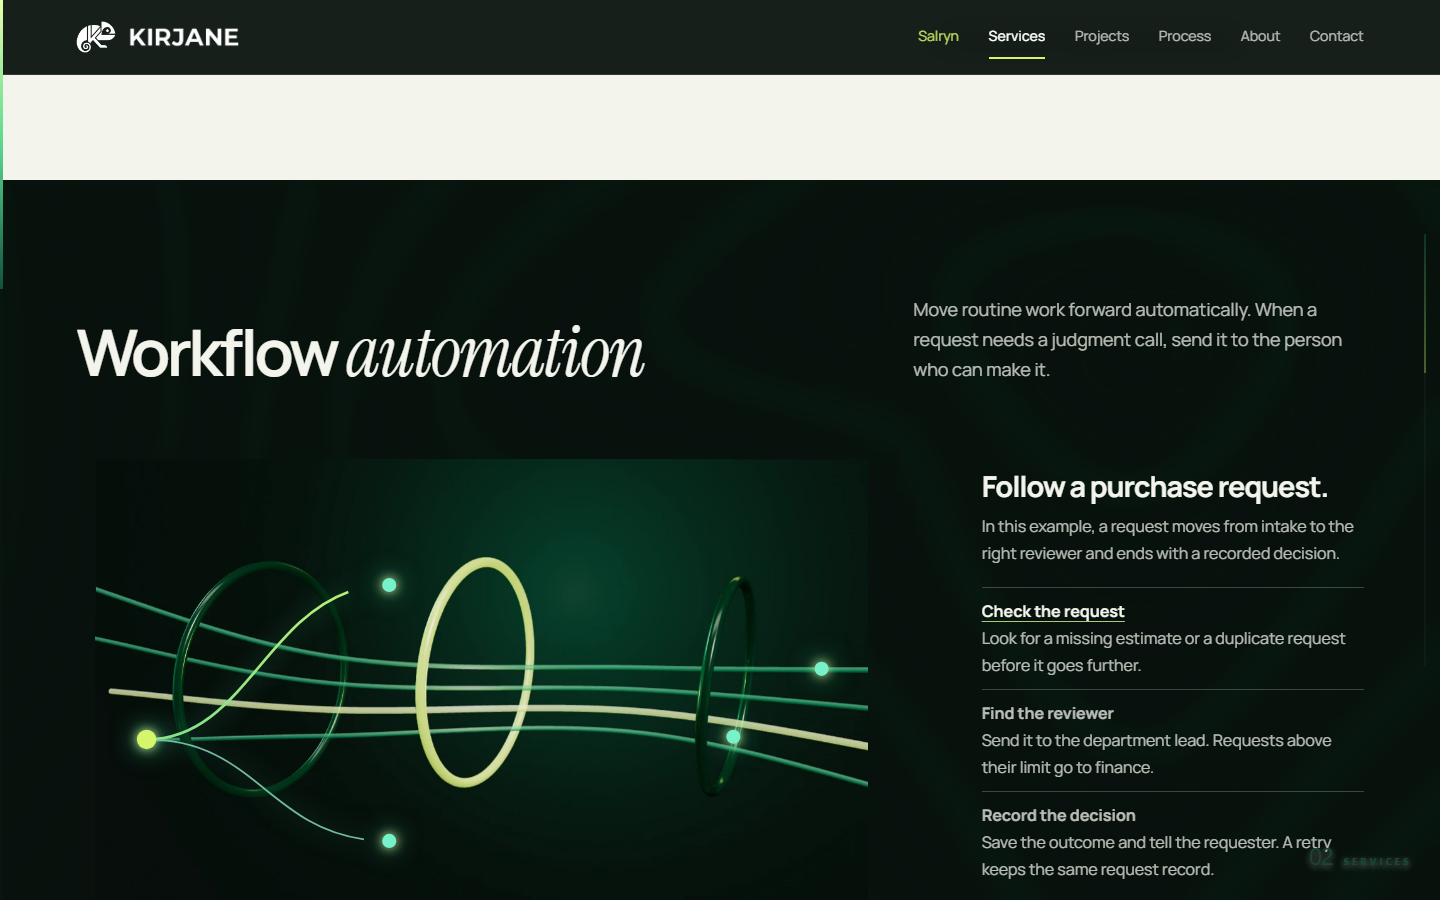 KIRJANE
Salryn
Services
Projects
Process
About
Contact
Workflow automation
Move routine work forward automatically. When a
request needs a judgment call, send it to the person
who can make it.
Follow a purchase request.
In this example, a request moves from intake to the
right reviewer and ends with a recorded decision.
Check the request
Look for a missing estimate or a duplicate request
before it goes further.
Find the reviewer
Send it to the department lead. Requests above
their limit go to finance.
Record the decision
Save the outcome and tell the requester. A retry
keeps the same request record.
02 SERVICES